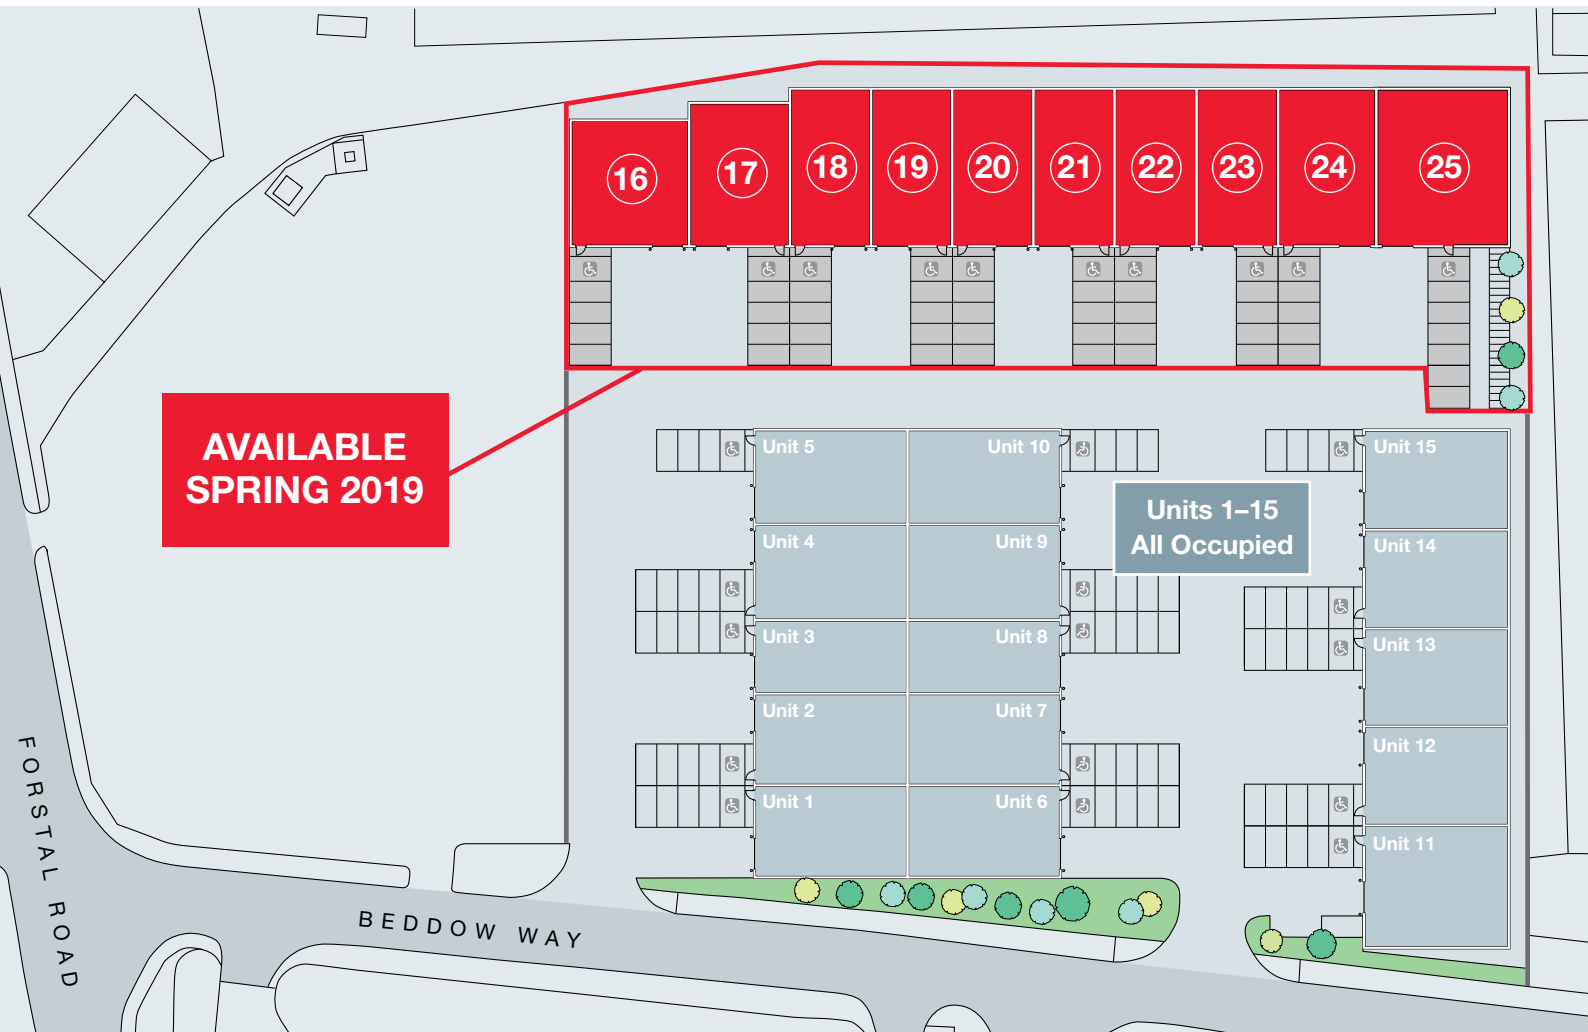 16
17
18
19
20
21
22
23
24
25
AVAILABLE
SPRING 2019
Unit 5
Unit 10
Unit 15
Units 1–15
All Occupied
Unit 4
Unit 9
Unit 14
Unit 3
Unit 8
Unit 13
Unit 2
Unit 7
Unit 12
Unit 1
Unit 6
Unit 11
FORSTAL ROAD
BEDDOW WAY